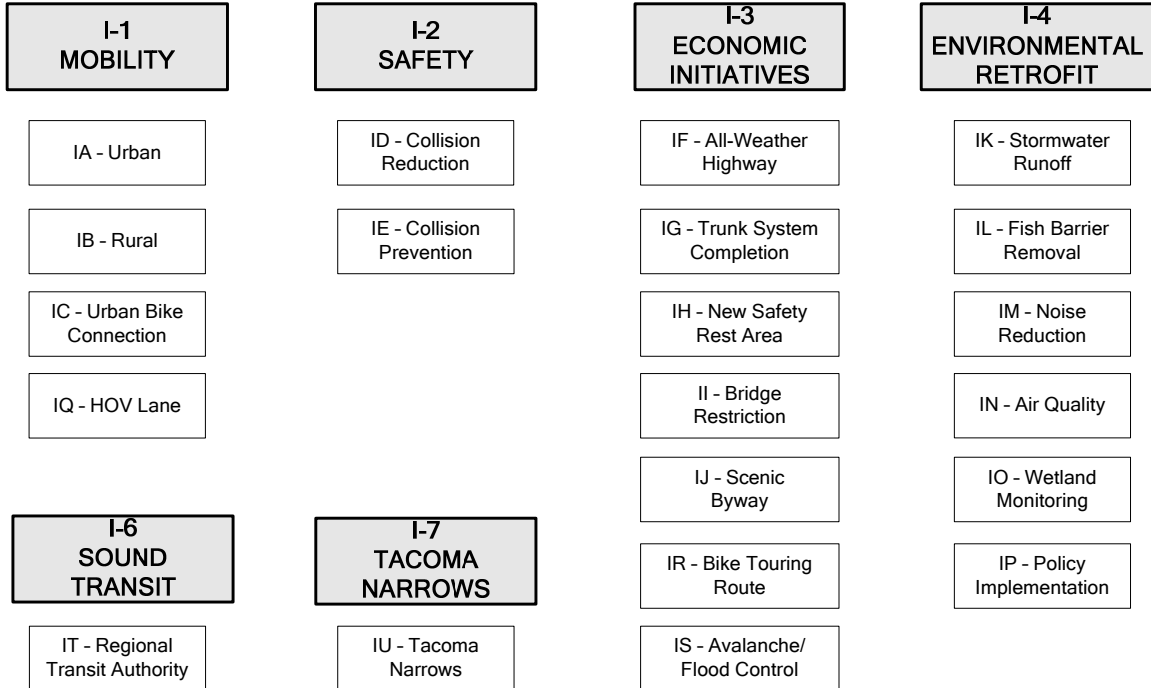 I-1
MOBILITY
IA - Urban
IB - Rural
IC - Urban Bike
Connection
IQ - HOV Lane
I-2
SAFETY
ID - Collision
Reduction
IE - Collision
Prevention
I-3
ECONOMIC
INITIATIVES
IF - All-Weather
Highway
IG - Trunk System
Completion
IH - New Safety
Rest Area
II - Bridge
Restriction
IJ - Scenic
Byway
IR - Bike Touring
Route
IS - Avalanche/
Flood Control
I-4
ENVIRONMENTAL
RETROFIT
IK - Stormwater
Runoff
IL - Fish Barrier
Removal
IM - Noise
Reduction
IN - Air Quality
IO - Wetland
Monitoring
IP - Policy
Implementation
I-6
SOUND
TRANSIT
IT - Regional
Transit Authority
I-7
TACOMA
NARROWS
IU - Tacoma
Narrows